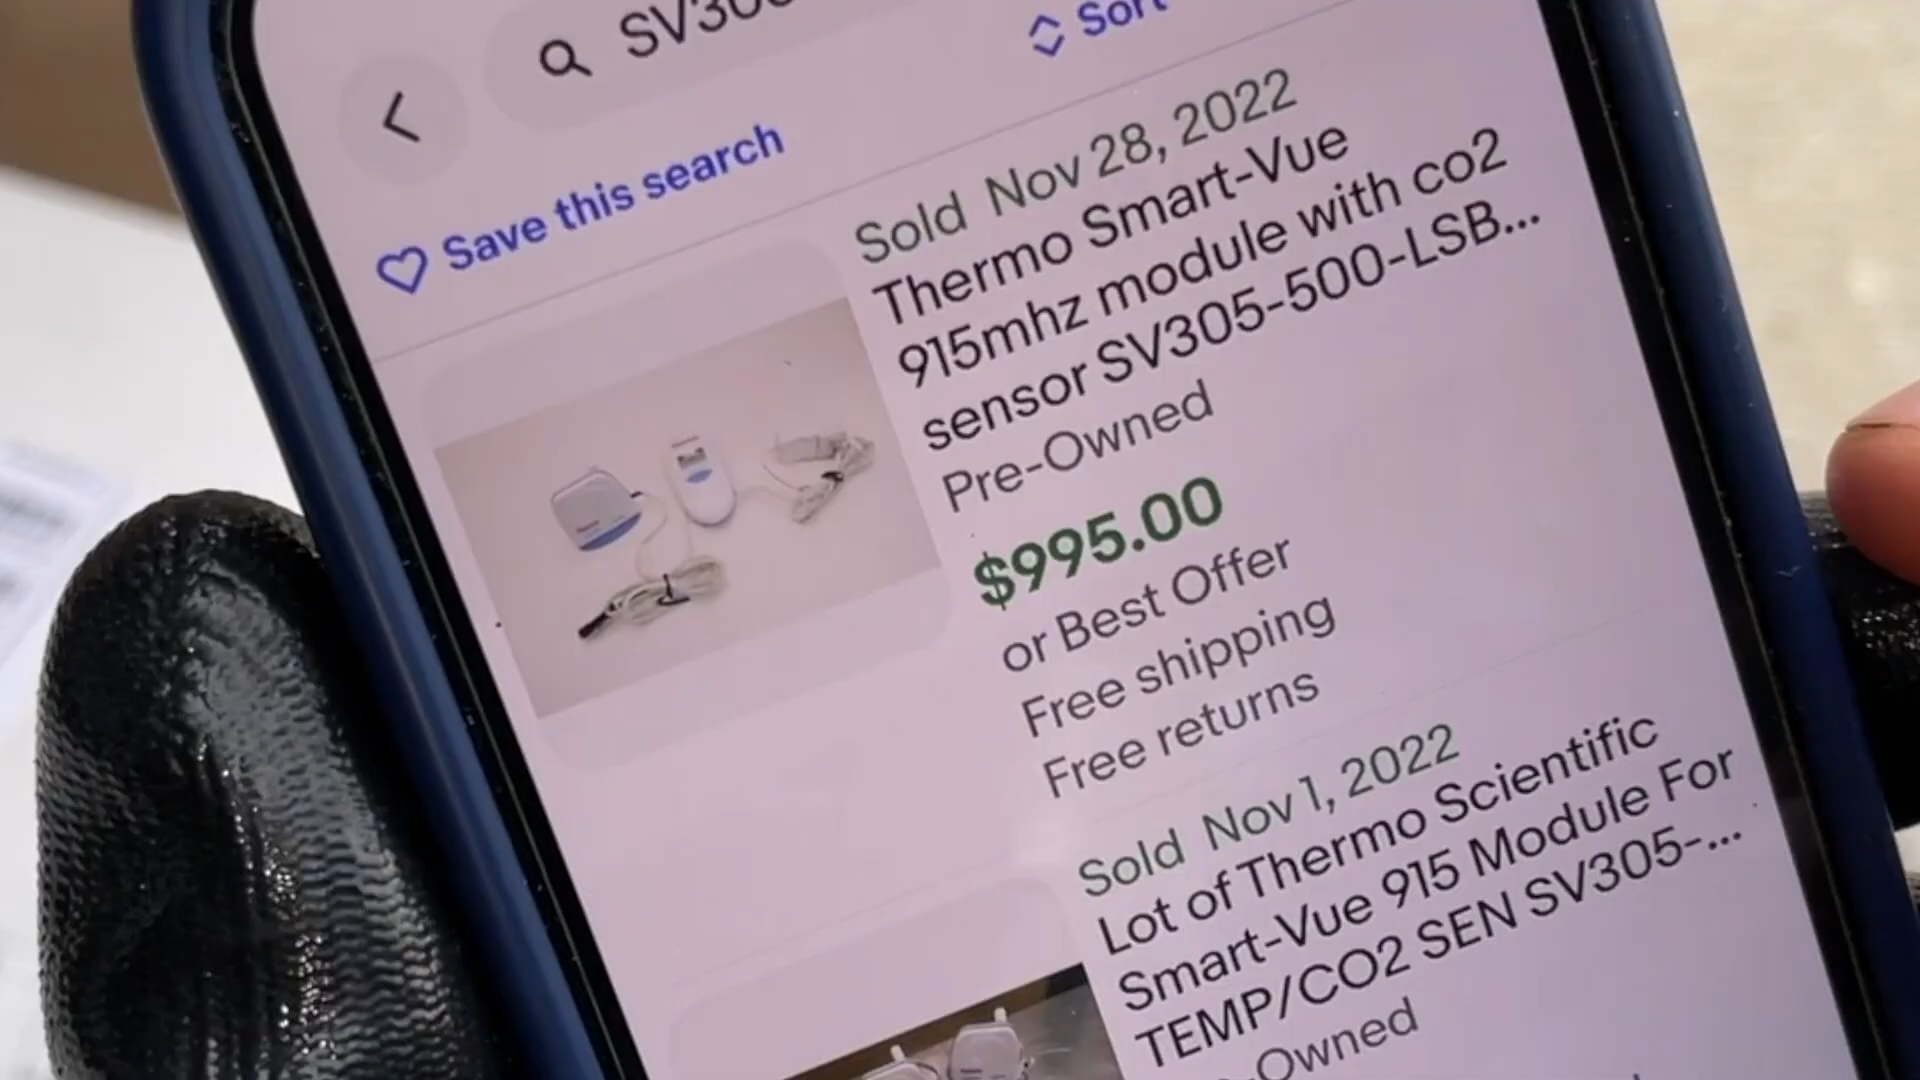 Sort
Save this search
Sold Nov 28, 2022
Thermo Smart-Vue
915mhz module with co2
sensor SV305-500-LSB...
Pre-Owned
$995.00
or Best Offer
Free shipping
Free returns
Sold Nov 1, 2022
Lot of Thermo Scientific
Smart-Vue 915 Module For
TEMP/CO2 SEN SV305-...
-Owned